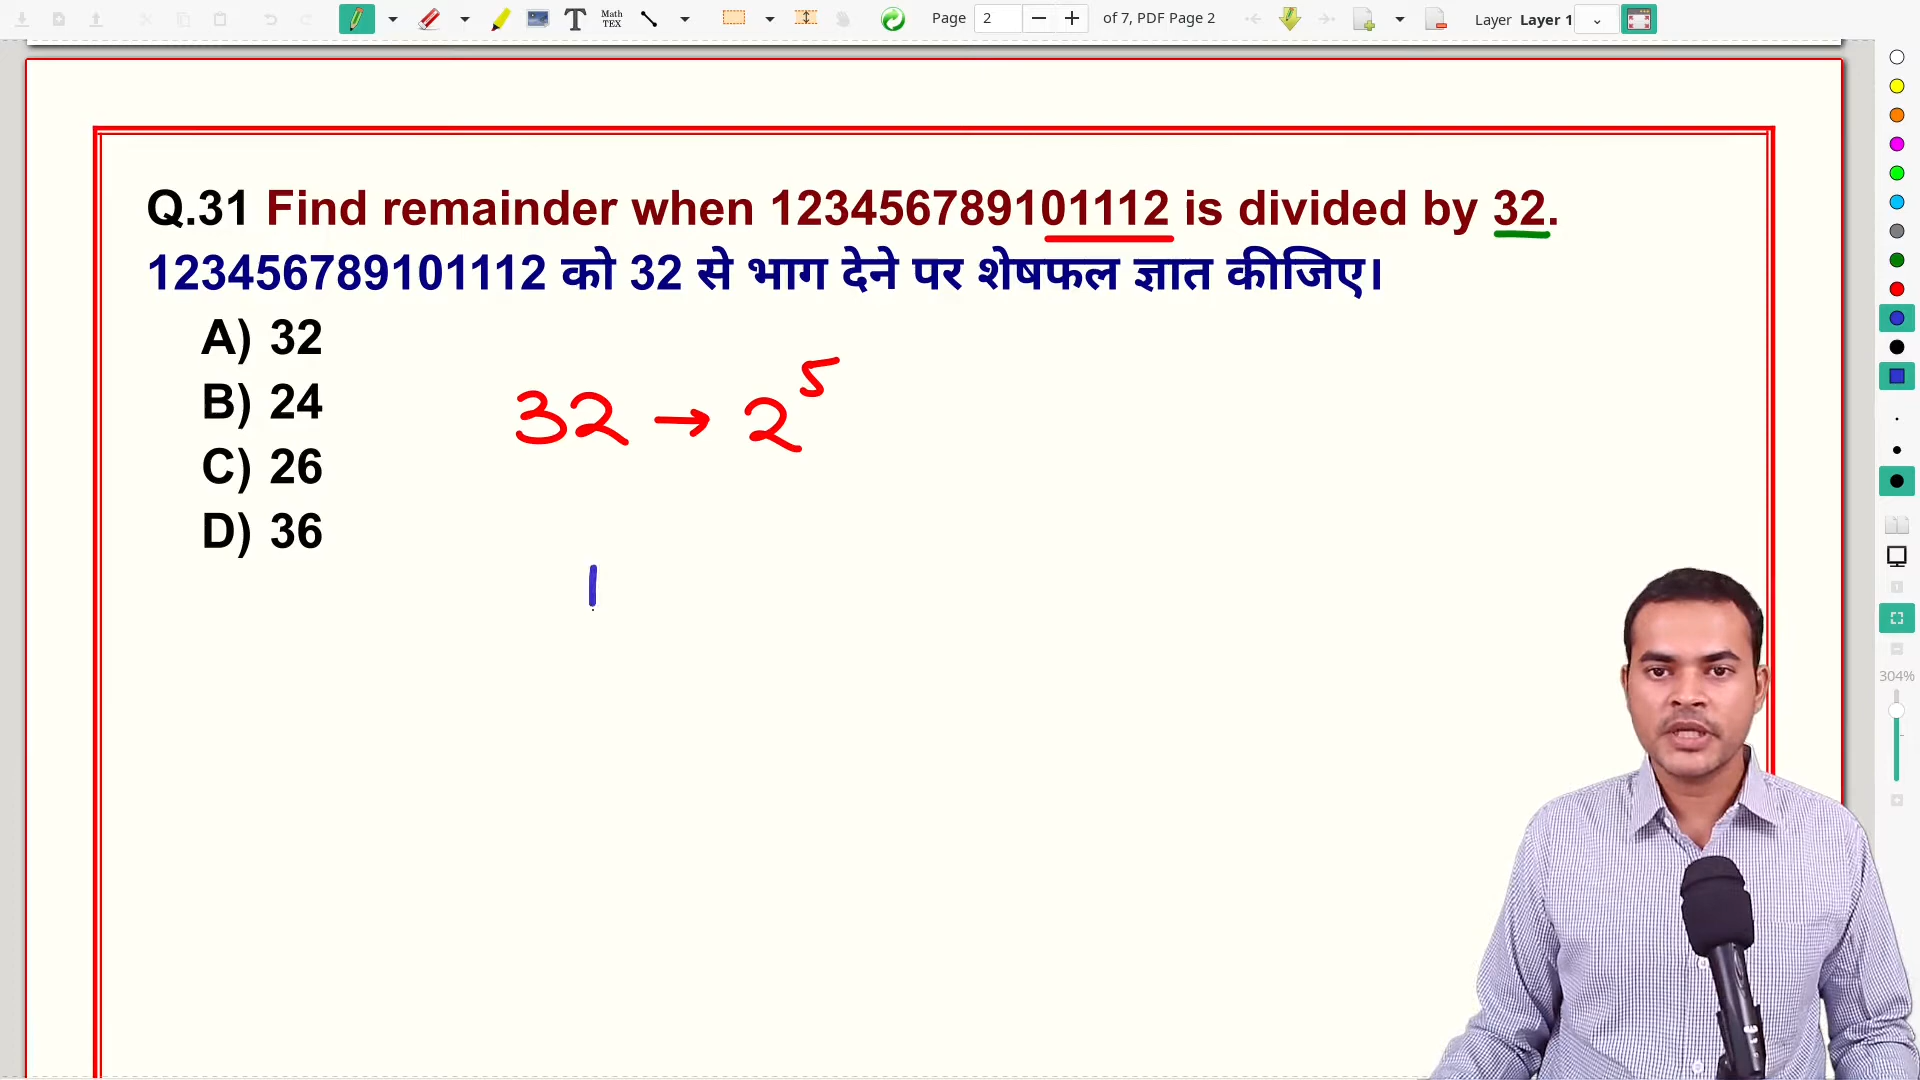 Math
TEX
Page 2 of 7, PDF Page 2
Layer Layer 1
Q.31 Find remainder when 123456789101112 is divided by 32.
123456789101112 को 32 से भाग देने पर शेषफल ज्ञात कीजिए।
A) 32
B) 24
C) 26
D) 36
32 → 2⁵
1
304%